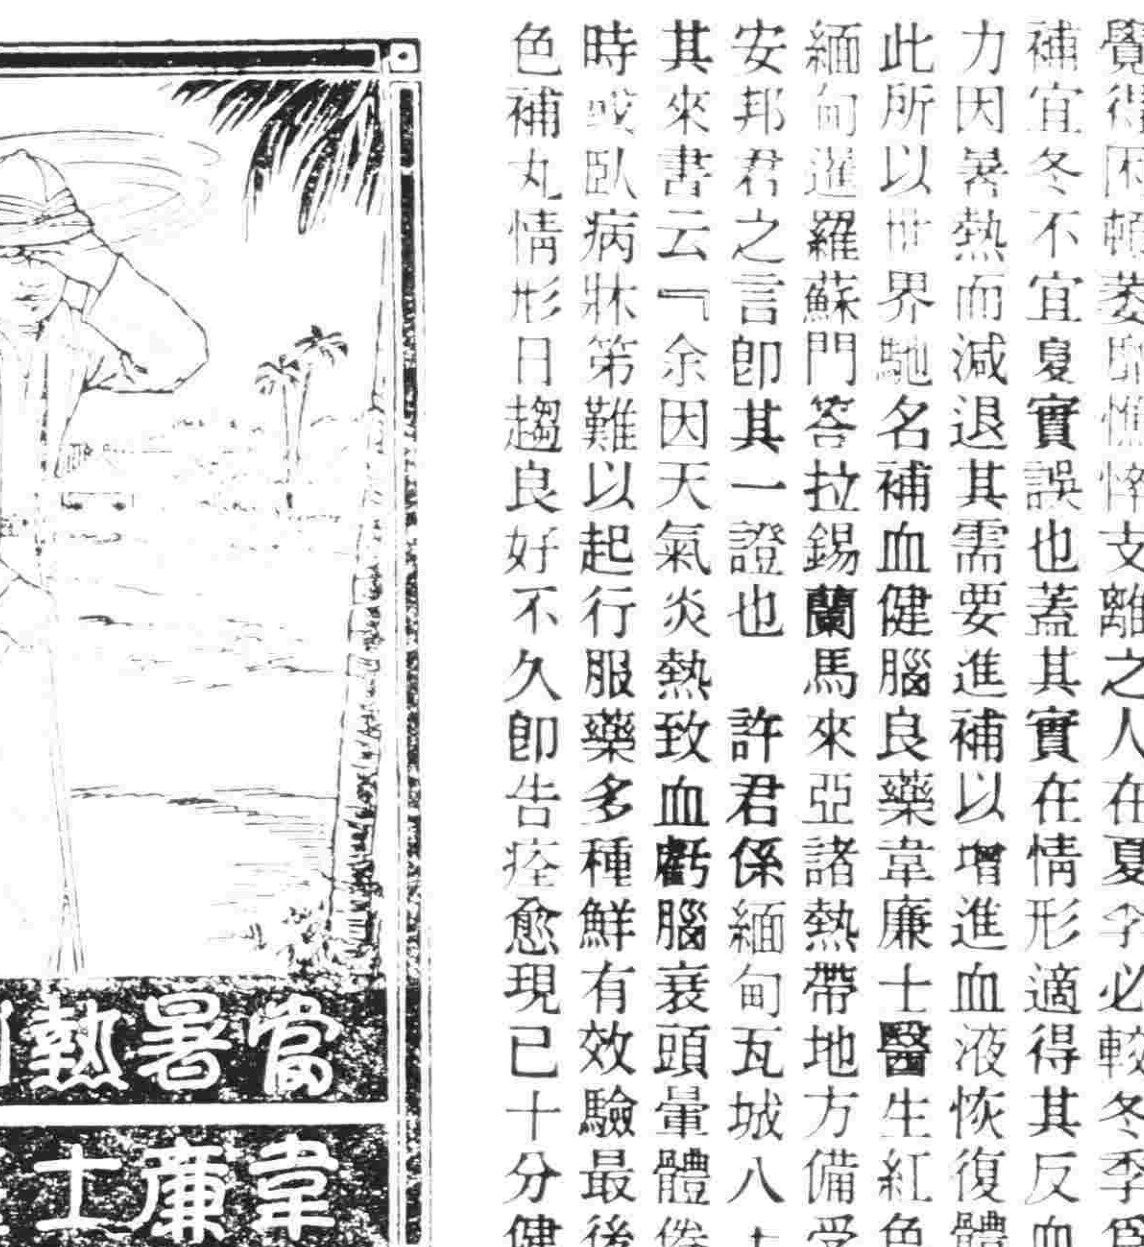 覺得困頓萎靡憔悴支離之人在夏季必較冬季爲
補宜冬不宜夏實誤也蓋其實在情形適得其反血
力因暑熱而減退其需要進補以增進血液恢復體
此所以世界馳名補血健腦良藥韋廉士醫生紅色
緬甸暹羅蘇門答拉錫蘭馬來亞諸熱帶地方備受
安邦君之言卽其一證也 許君係緬甸瓦城八十
其來書云『余因天氣炎熱致血虧腦衰頭暈體倦
時或臥病牀笫難以起行服藥多種鮮有效驗最後
色補丸情形日趨良好不久卽告痊愈現已十分健
當暑熱
韋廉士